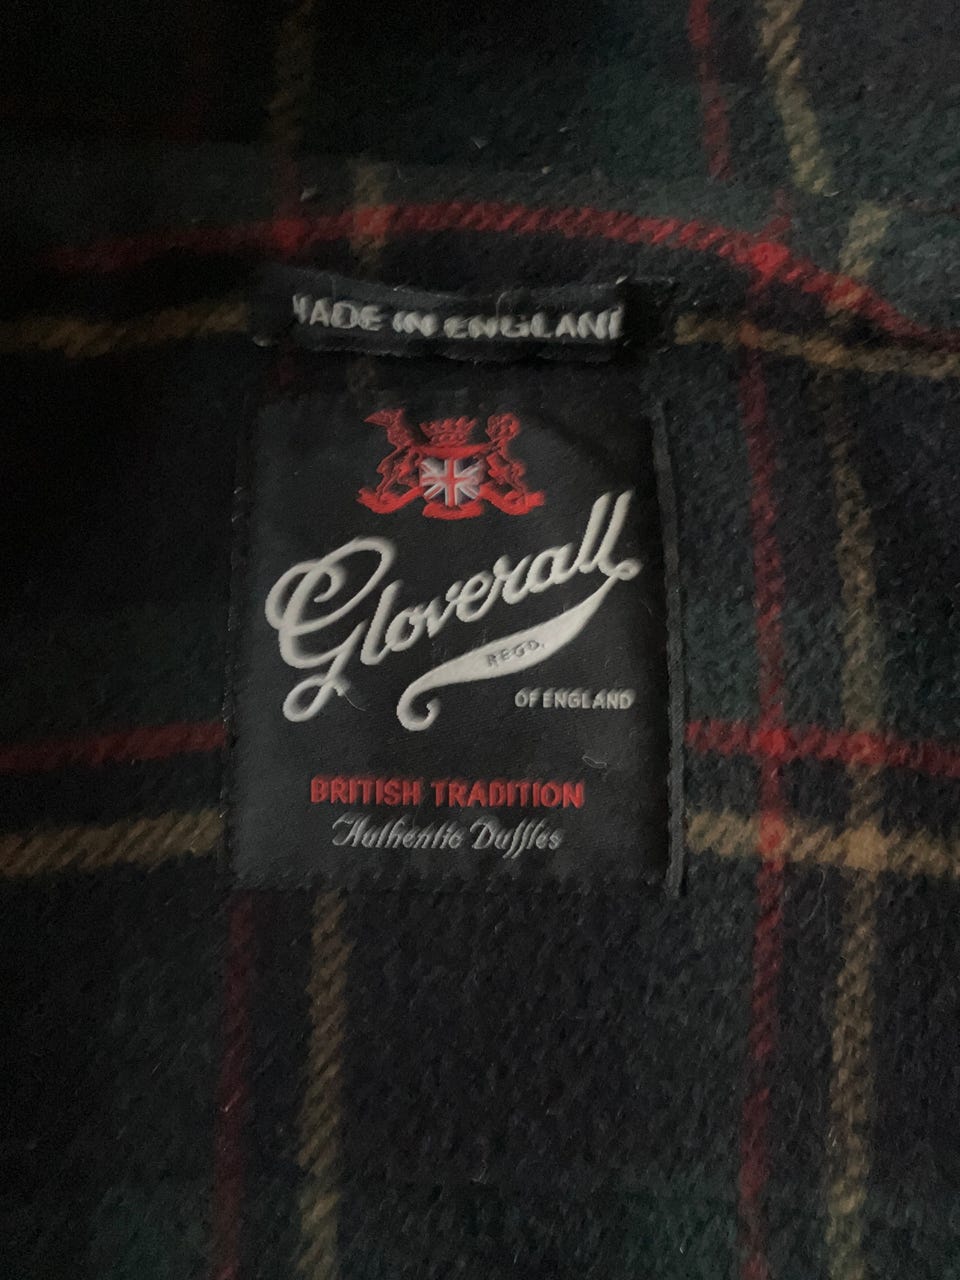 MADE IN ENGLAND
Gloverall
REGD.
OF ENGLAND
BRITISH TRADITION
Authentic Duffles